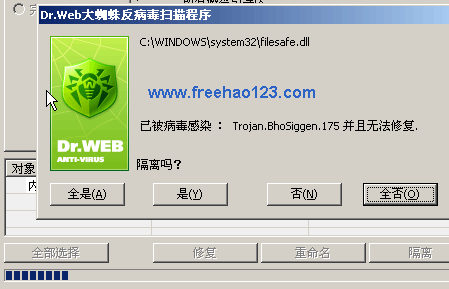 Dr.Web大蜘蛛反病毒扫描程序
C:\WINDOWS\system32\filesafe.dll
www.freehao123.com
已被病毒感染 : Trojan.BhoSiggen.175 并且无法修复.
Dr.WEB
ANTI-VIRUS
隔离吗?
对象
全是(A)
是(Y)
否(N)
全否(O)
全部选择
修复
重命名
隔离